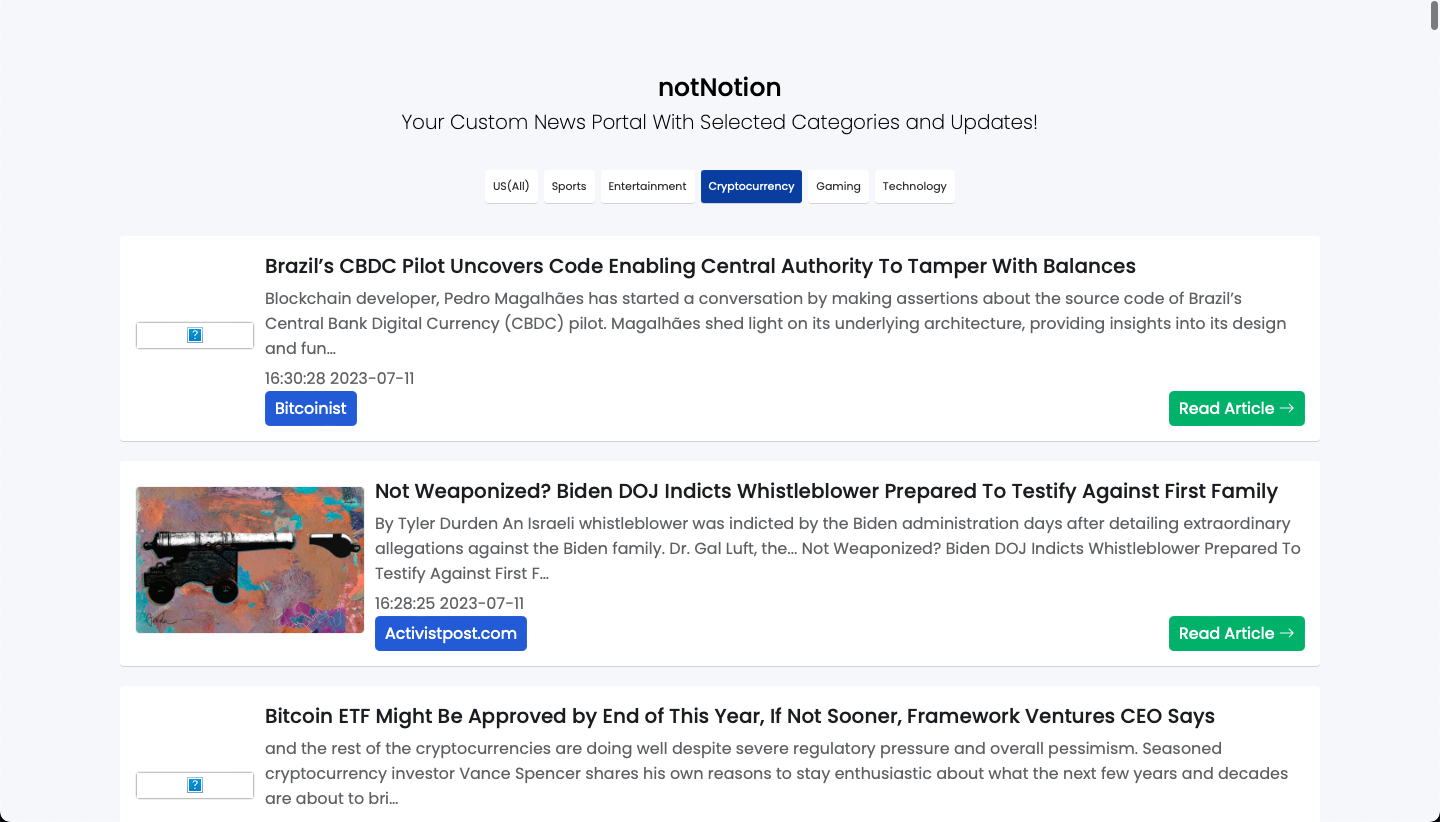 notNotion
Your Custom News Portal With Selected Categories and Updates!
US(All) Sports Entertainment Cryptocurrency Gaming Technology
Brazil’s CBDC Pilot Uncovers Code Enabling Central Authority To Tamper With Balances
Blockchain developer, Pedro Magalhães has started a conversation by making assertions about the source code of Brazil’s
Central Bank Digital Currency (CBDC) pilot. Magalhães shed light on its underlying architecture, providing insights into its design
and fun...
16:30:28 2023-07-11
Bitcoinist Read Article →
Not Weaponized? Biden DOJ Indicts Whistleblower Prepared To Testify Against First Family
By Tyler Durden An Israeli whistleblower was indicted by the Biden administration days after detailing extraordinary
allegations against the Biden family. Dr. Gal Luft, the... Not Weaponized? Biden DOJ Indicts Whistleblower Prepared To
Testify Against First F...
16:28:25 2023-07-11
Activistpost.com Read Article →
Bitcoin ETF Might Be Approved by End of This Year, If Not Sooner, Framework Ventures CEO Says
and the rest of the cryptocurrencies are doing well despite severe regulatory pressure and overall pessimism. Seasoned
cryptocurrency investor Vance Spencer shares his own reasons to stay enthusiastic about what the next few years and decades
are about to bri...